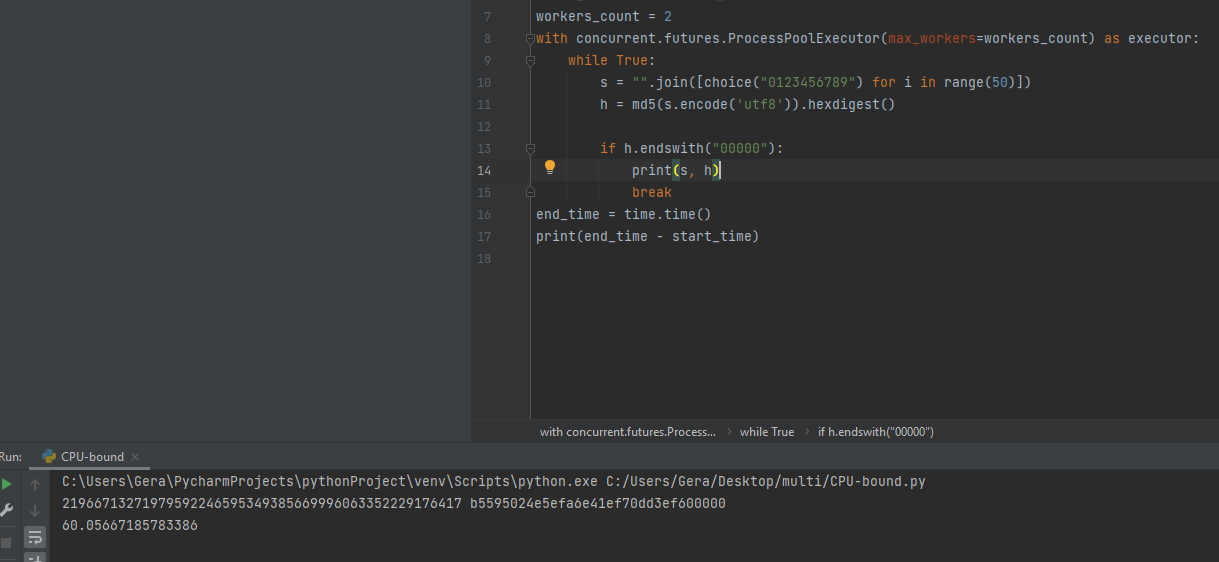 7 workers_count = 2
8 with concurrent.futures.ProcessPoolExecutor(max_workers=workers_count) as executor:
9 while True:
10 s = "".join([choice("0123456789") for i in range(50)])
11 h = md5(s.encode('utf8')).hexdigest()
12
13 if h.endswith("00000"):
14 print(s, h)
15 break
16 end_time = time.time()
17 print(end_time - start_time)
18
with concurrent.futures.Process... › while True › if h.endswith("00000")
Run: CPU-bound ×
C:\Users\Gera\PycharmProjects\pythonProject\venv\Scripts\python.exe C:/Users/Gera/Desktop/multi/CPU-bound.py
21966713271979592246595349385669996063352229176417 b5595024e5efa6e41ef70dd3ef600000
60.05667185783386